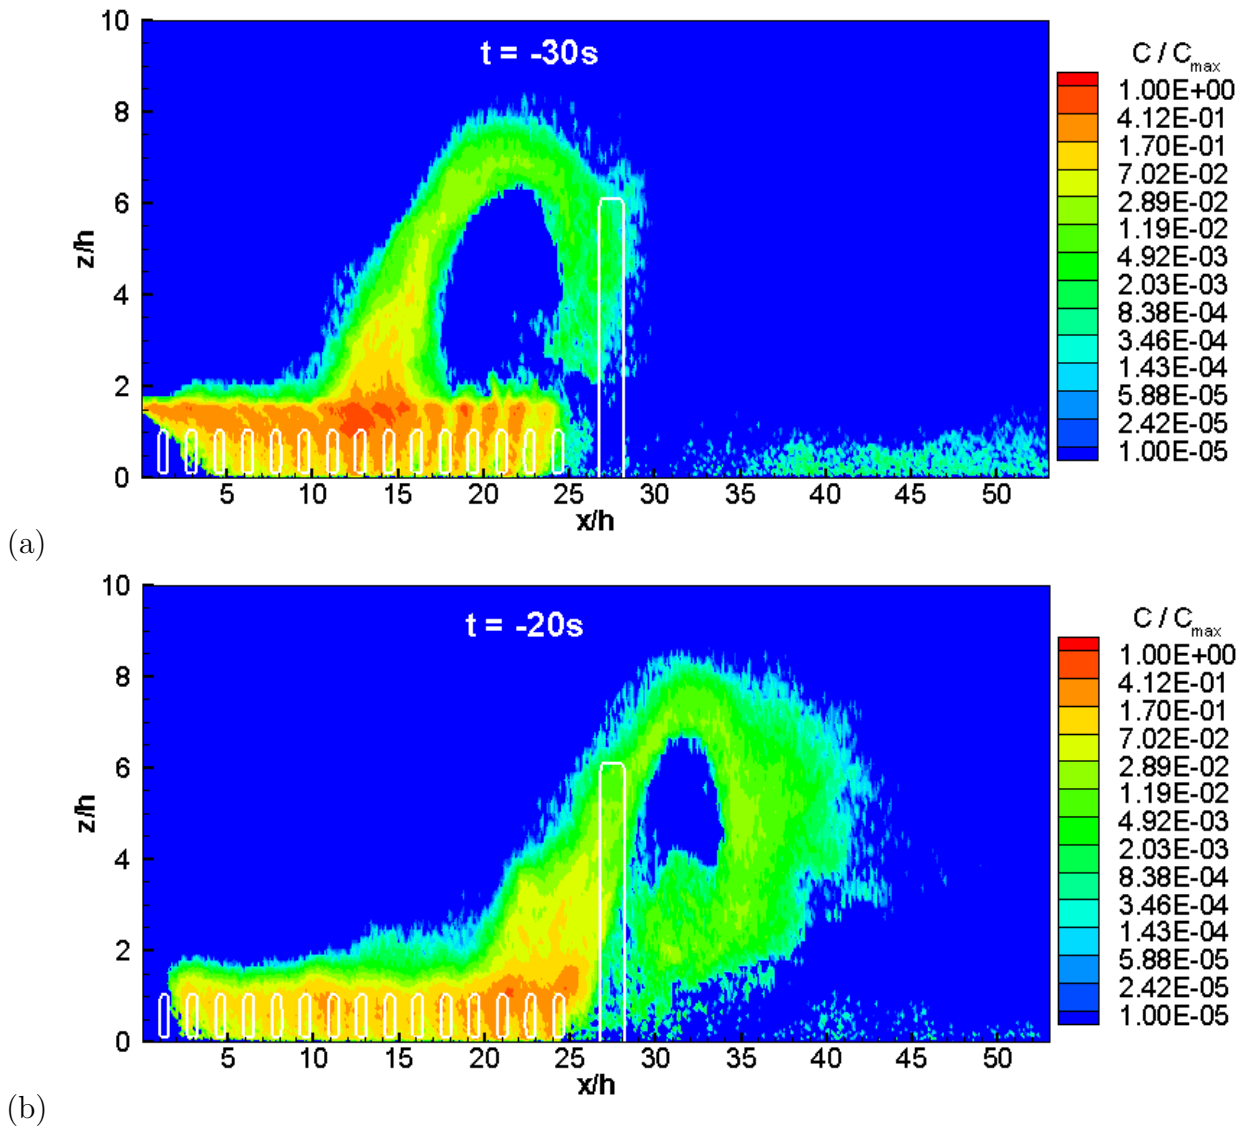 t = -30s
C / Cmax
1.00E+00
4.12E-01
1.70E-01
7.02E-02
2.89E-02
1.19E-02
4.92E-03
2.03E-03
8.38E-04
3.46E-04
1.43E-04
5.88E-05
2.42E-05
1.00E-05
10
8
6
4
2
0
z/h
5 10 15 20 25 30 35 40 45 50
x/h
(a)
t = -20s
C / Cmax
1.00E+00
4.12E-01
1.70E-01
7.02E-02
2.89E-02
1.19E-02
4.92E-03
2.03E-03
8.38E-04
3.46E-04
1.43E-04
5.88E-05
2.42E-05
1.00E-05
10
8
6
4
2
0
z/h
5 10 15 20 25 30 35 40 45 50
x/h
(b)